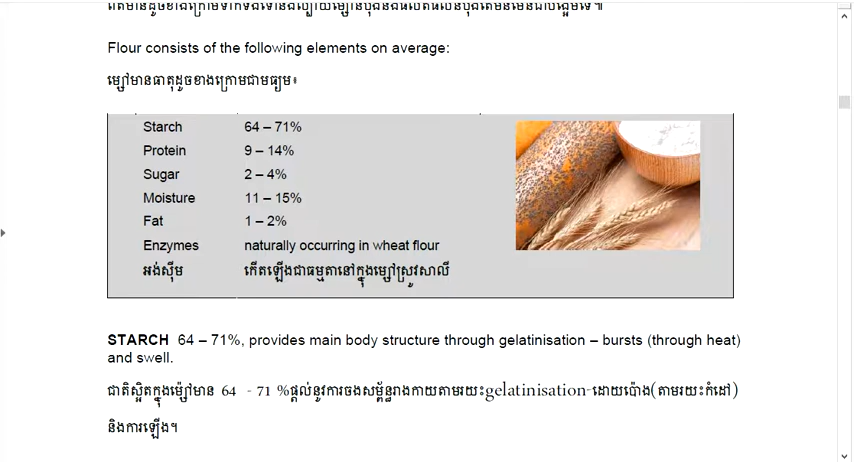 Flour consists of the following elements on average:
ម្សៅមានធាតុដូចខាងក្រោមជាមធ្យម៖
Starch 64 – 71%
Protein 9 – 14%
Sugar 2 – 4%
Moisture 11 – 15%
Fat 1 – 2%
Enzymes naturally occurring in wheat flour
អង់ស៊ីម កើតឡើងជាធម្មតានៅក្នុងម្សៅស្រូវសាលី
STARCH 64 – 71%, provides main body structure through gelatinisation – bursts (through heat)
and swell.
ជាតិស្អិតក្នុងម៉្សៅមាន 64 - 71 %ផ្តល់នូវការចងសម្ព័ន្ធរាងកាយតាមរយះgelatinisation-ដោយប៉ោង(តាមរយះកំដៅ)
និងការឡើង។